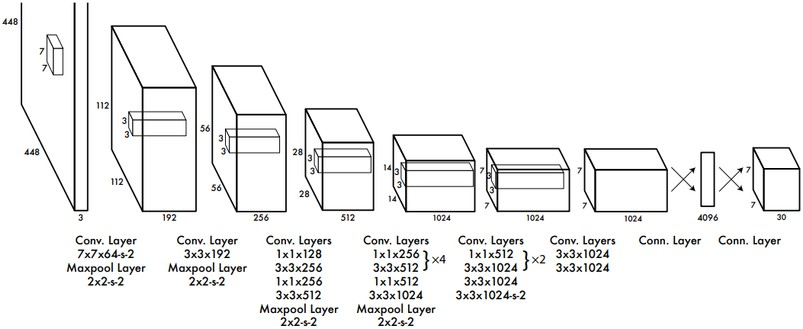 448
7
7
448
3
112
3
3
112
192
56
3
3
56
256
28
3
3
28
512
14
3
3
14
1024
7
3
3
7
1024
7
7
1024
4096
7
7
30
Conv. Layer
7x7x64-s-2
Maxpool Layer
2x2-s-2
Conv. Layer
3x3x192
Maxpool Layer
2x2-s-2
Conv. Layers
1x1x128
3x3x256
1x1x256
3x3x512
Maxpool Layer
2x2-s-2
Conv. Layers
1x1x256
3x3x512
}×4
1x1x512
3x3x1024
Maxpool Layer
2x2-s-2
Conv. Layers
1x1x512
3x3x1024
}×2
3x3x1024
3x3x1024-s-2
Conv. Layers
3x3x1024
3x3x1024
Conn. Layer
Conn. Layer